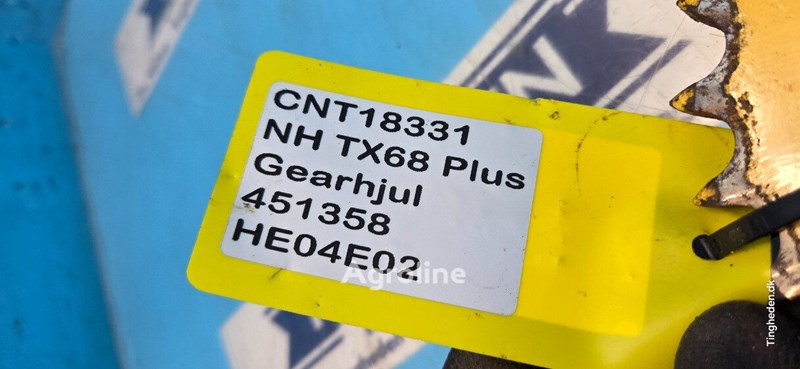 CNT18331
NH TX68 Plus
Gearhjul
451358
HE04E02
Agroline
Tingheden.dk